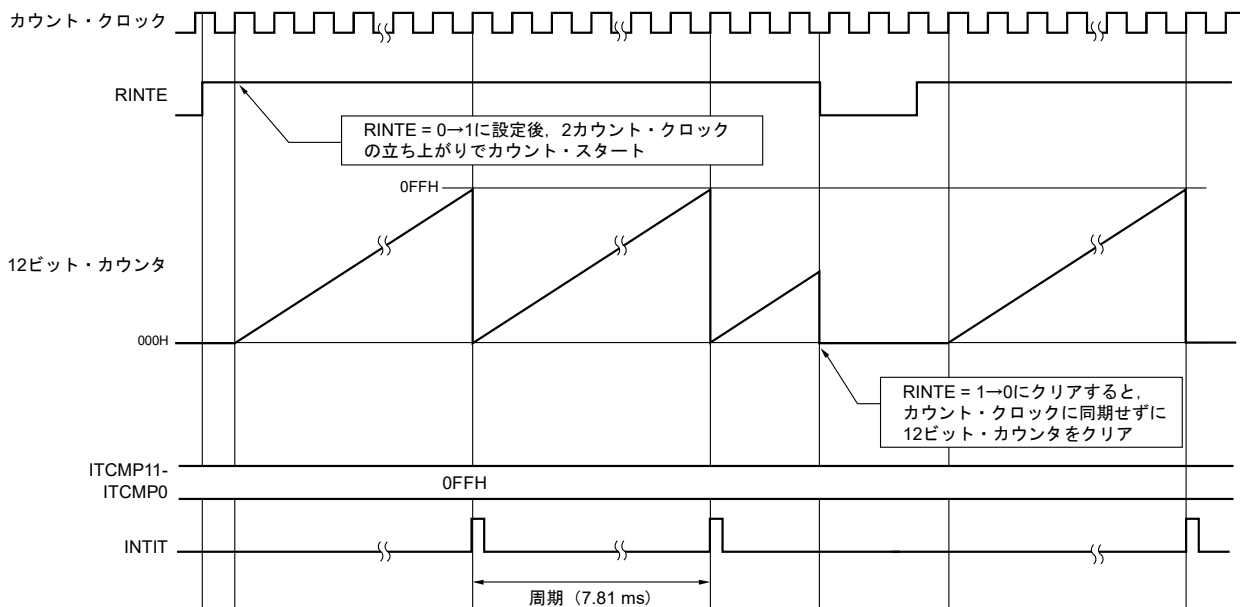 カウント・クロック
RINTE
RINTE = 0→1に設定後，2カウント・クロック
の立ち上がりでカウント・スタート
0FFH
12ビット・カウンタ
000H
RINTE = 1→0にクリアすると，
カウント・クロックに同期せずに
12ビット・カウンタをクリア
ITCMP11-
ITCMP0
0FFH
INTIT
周期（7.81 ms）